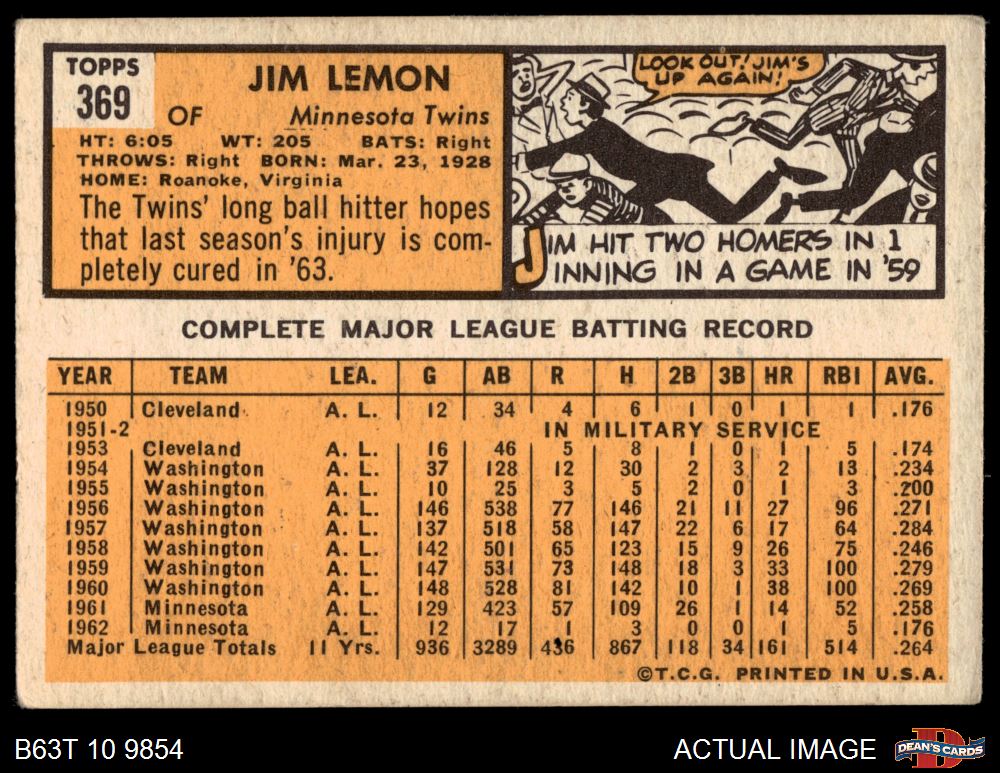 TOPPS
369
JIM LEMON
OF Minnesota Twins
HT: 6:05 WT: 205 BATS: Right
THROWS: Right BORN: Mar. 23, 1928
HOME: Roanoke, Virginia
The Twins' long ball hitter hopes
that last season's injury is com-
pletely cured in '63.
LOOK OUT! JIM'S
UP AGAIN!
JIM HIT TWO HOMERS IN 1
INNING IN A GAME IN '59
COMPLETE MAJOR LEAGUE BATTING RECORD
YEAR TEAM LEA. G AB R H 2B 3B HR RBI AVG.
1950 Cleveland A. L. 12 34 4 6 1 0 1 1 .176
1951-2 IN MILITARY SERVICE
1953 Cleveland A. L. 16 46 5 8 1 0 1 5 .174
1954 Washington A. L. 37 128 12 30 2 3 2 13 .234
1955 Washington A. L. 10 25 3 5 2 0 1 3 .200
1956 Washington A. L. 146 538 77 146 21 11 27 96 .271
1957 Washington A. L. 137 518 58 147 22 6 17 64 .284
1958 Washington A. L. 142 501 65 123 15 9 26 75 .246
1959 Washington A. L. 147 531 73 148 18 3 33 100 .279
1960 Washington A. L. 148 528 81 142 10 1 38 100 .269
1961 Minnesota A. L. 129 423 57 109 26 1 14 52 .258
1962 Minnesota A. L. 12 17 1 3 0 0 1 5 .176
Major League Totals 11 Yrs. 936 3289 436 867 118 34 161 514 .264
©T.C.G. PRINTED IN U.S.A.
B63T 10 9854
ACTUAL IMAGE
D
DEAN'S CARDS